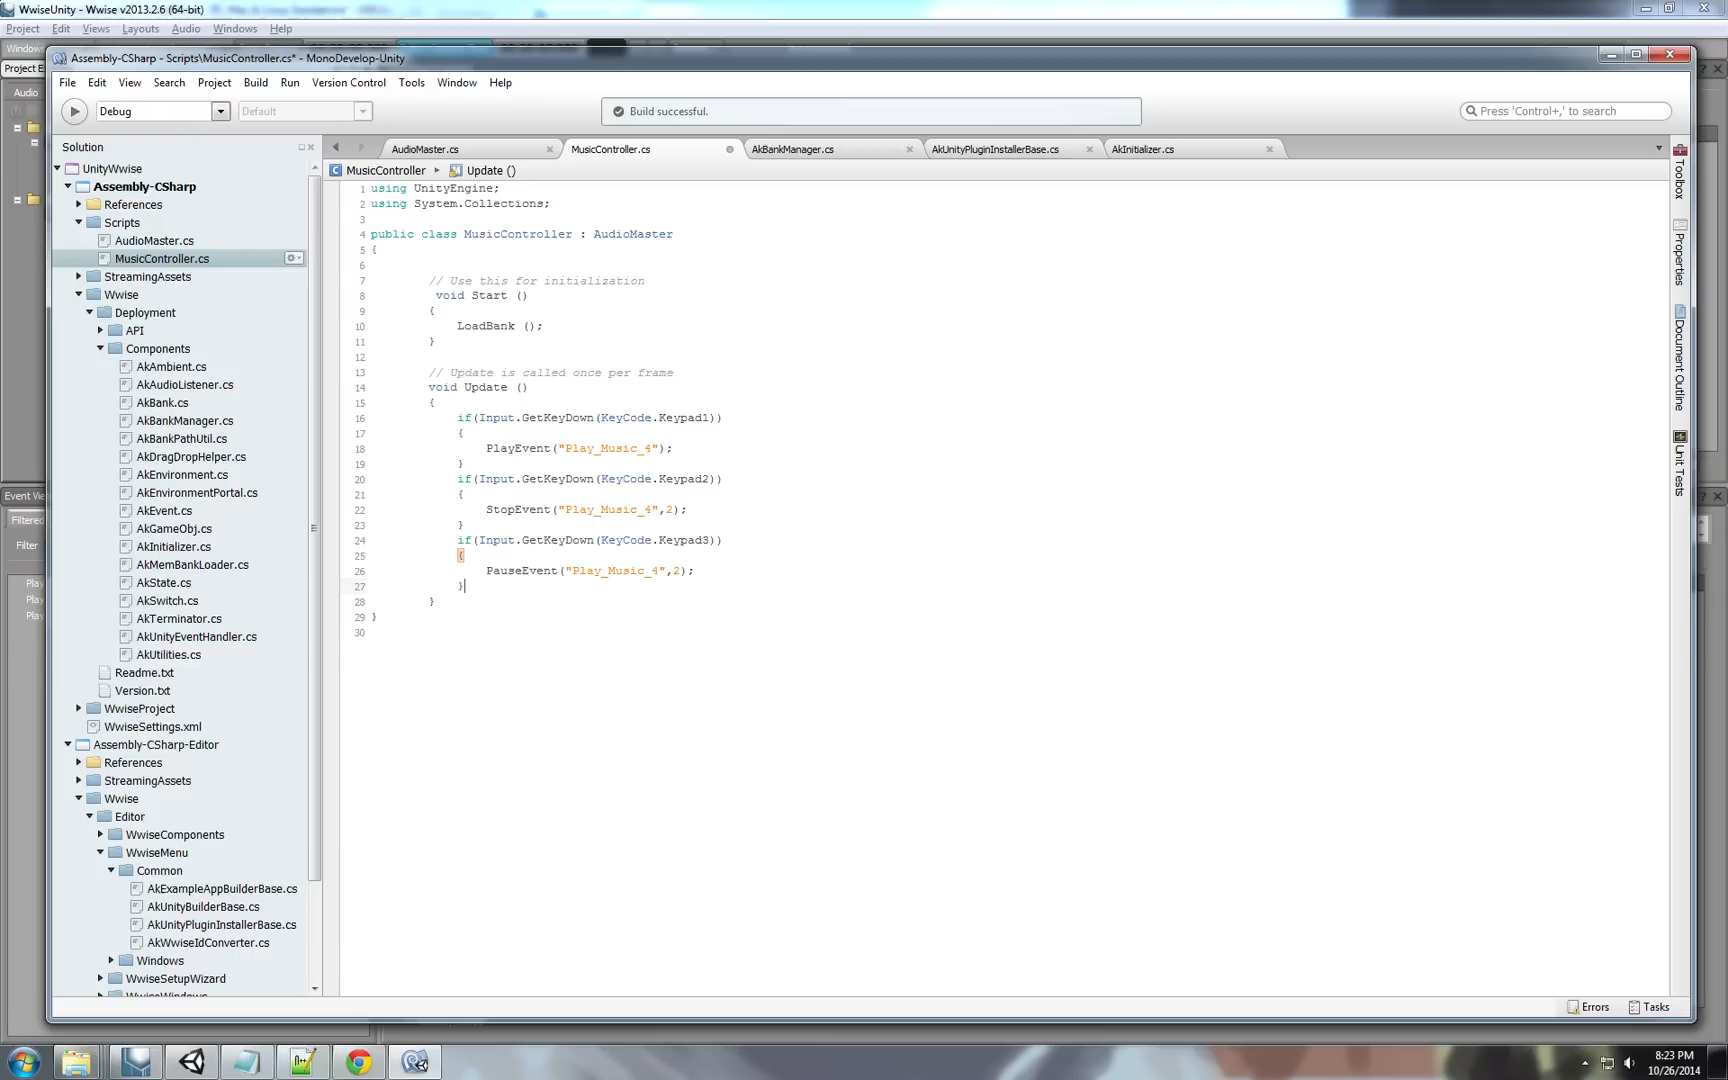 WwiseUnity - Wwise v2013.2.6 (64-bit)
Project Edit Views Layouts Audio Windows Help
Windows
Project E
Audio
Assembly-CSharp - Scripts\MusicController.cs* - MonoDevelop-Unity
File Edit View Search Project Build Run Version Control Tools Window Help
Debug Default Build successful. Press 'Control+,' to search
Solution
UnityWwise
Assembly-CSharp
References
Scripts
AudioMaster.cs
MusicController.cs
StreamingAssets
Wwise
Deployment
API
Components
AkAmbient.cs
AkAudioListener.cs
AkBank.cs
AkBankManager.cs
AkBankPathUtil.cs
AkDragDropHelper.cs
AkEnvironment.cs
AkEnvironmentPortal.cs
AkEvent.cs
AkGameObj.cs
AkInitializer.cs
AkMemBankLoader.cs
AkState.cs
AkSwitch.cs
AkTerminator.cs
AkUnityEventHandler.cs
AkUtilities.cs
Readme.txt
Version.txt
WwiseProject
WwiseSettings.xml
Assembly-CSharp-Editor
References
StreamingAssets
Wwise
Editor
WwiseComponents
WwiseMenu
Common
AkExampleAppBuilderBase.cs
AkUnityBuilderBase.cs
AkUnityPluginInstallerBase.cs
AkWwiseIdConverter.cs
Windows
WwiseSetupWizard
WwiseWindows
AudioMaster.cs MusicController.cs AkBankManager.cs AkUnityPluginInstallerBase.cs AkInitializer.cs
MusicController Update ()
1 using UnityEngine;
2 using System.Collections;
3
4 public class MusicController : AudioMaster
5 {
6
7 // Use this for initialization
8 void Start ()
9 {
10 LoadBank ();
11 }
12
13 // Update is called once per frame
14 void Update ()
15 {
16 if(Input.GetKeyDown(KeyCode.Keypad1))
17 {
18 PlayEvent("Play_Music_4");
19 }
20 if(Input.GetKeyDown(KeyCode.Keypad2))
21 {
22 StopEvent("Play_Music_4",2);
23 }
24 if(Input.GetKeyDown(KeyCode.Keypad3))
25 {
26 PauseEvent("Play_Music_4",2);
27 }
28 }
29 }
30
Toolbox
Properties
Document Outline
Unit Tests
Event Vie
Filtered
Filter
Play
Play
Play
Errors Tasks
8:23 PM
10/26/2014